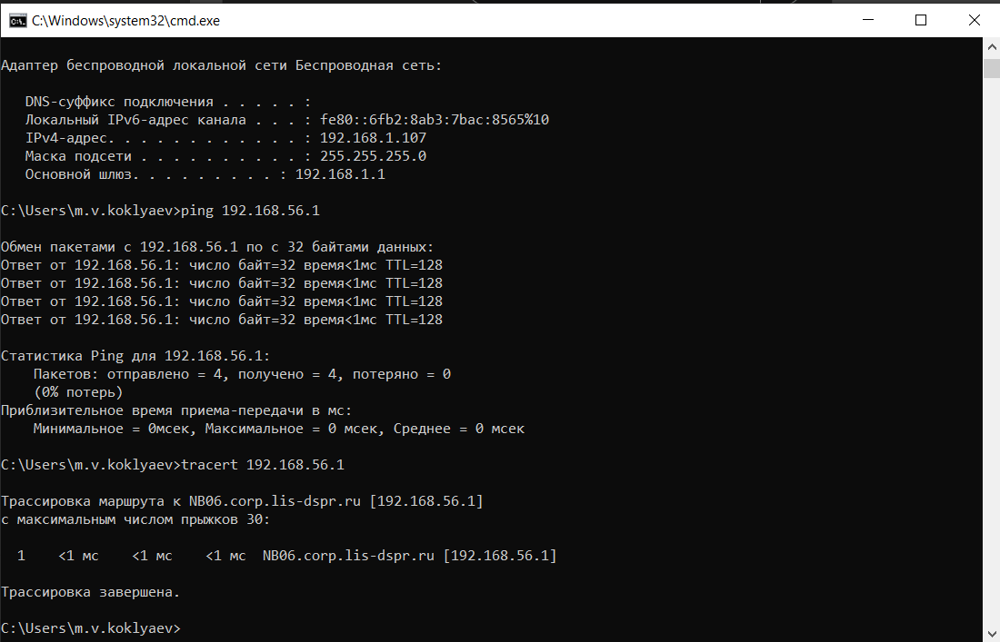 C:\Windows\system32\cmd.exe
Адаптер беспроводной локальной сети Беспроводная сеть:
DNS-суффикс подключения . . . . . :
Локальный IPv6-адрес канала . . . : fe80::6fb2:8ab3:7bac:8565%10
IPv4-адрес. . . . . . . . . . . . : 192.168.1.107
Маска подсети . . . . . . . . . . : 255.255.255.0
Основной шлюз. . . . . . . . . : 192.168.1.1
C:\Users\m.v.koklyaev>ping 192.168.56.1
Обмен пакетами с 192.168.56.1 по с 32 байтами данных:
Ответ от 192.168.56.1: число байт=32 время<1мс TTL=128
Ответ от 192.168.56.1: число байт=32 время<1мс TTL=128
Ответ от 192.168.56.1: число байт=32 время<1мс TTL=128
Ответ от 192.168.56.1: число байт=32 время<1мс TTL=128
Статистика Ping для 192.168.56.1:
Пакетов: отправлено = 4, получено = 4, потеряно = 0
(0% потерь)
Приблизительное время приема-передачи в мс:
Минимальное = 0мсек, Максимальное = 0 мсек, Среднее = 0 мсек
C:\Users\m.v.koklyaev>tracert 192.168.56.1
Трассировка маршрута к NB06.corp.lis-dspr.ru [192.168.56.1]
с максимальным числом прыжков 30:
1    <1 мс    <1 мс    <1 мс  NB06.corp.lis-dspr.ru [192.168.56.1]
Трассировка завершена.
C:\Users\m.v.koklyaev>